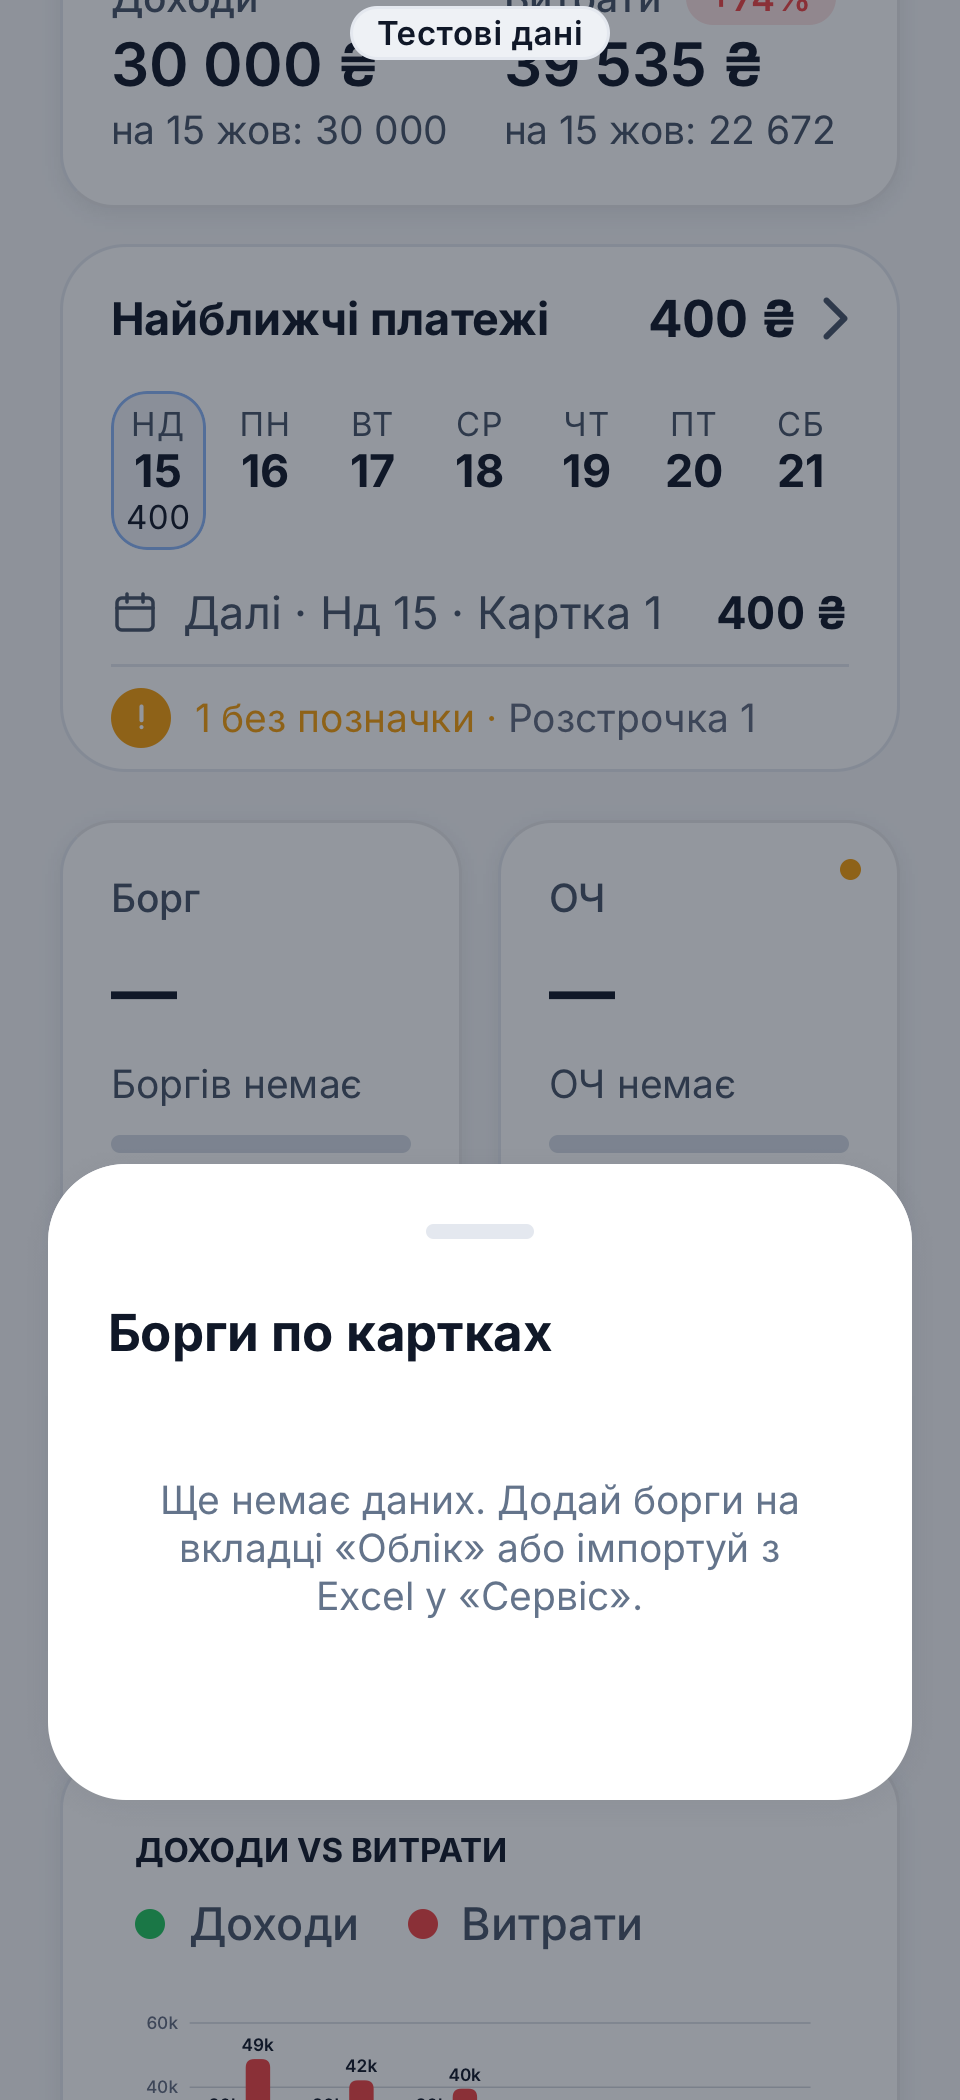 Доходи
Витрати +74%
Тестові дані
30 000 ₴
39 535 ₴
на 15 жов: 30 000
на 15 жов: 22 672
Найближчі платежі 400 ₴
НД ПН ВТ СР ЧТ ПТ СБ
15 16 17 18 19 20 21
400
Далі · Нд 15 · Картка 1 400 ₴
! 1 без позначки · Розстрочка 1
Борг
—
Боргів немає
ОЧ
—
ОЧ немає
Борги по картках
Ще немає даних. Додай борги на
вкладці «Облік» або імпортуй з
Excel у «Сервіс».
ДОХОДИ VS ВИТРАТИ
Доходи Витрати
60k
49k
42k
40k
40k